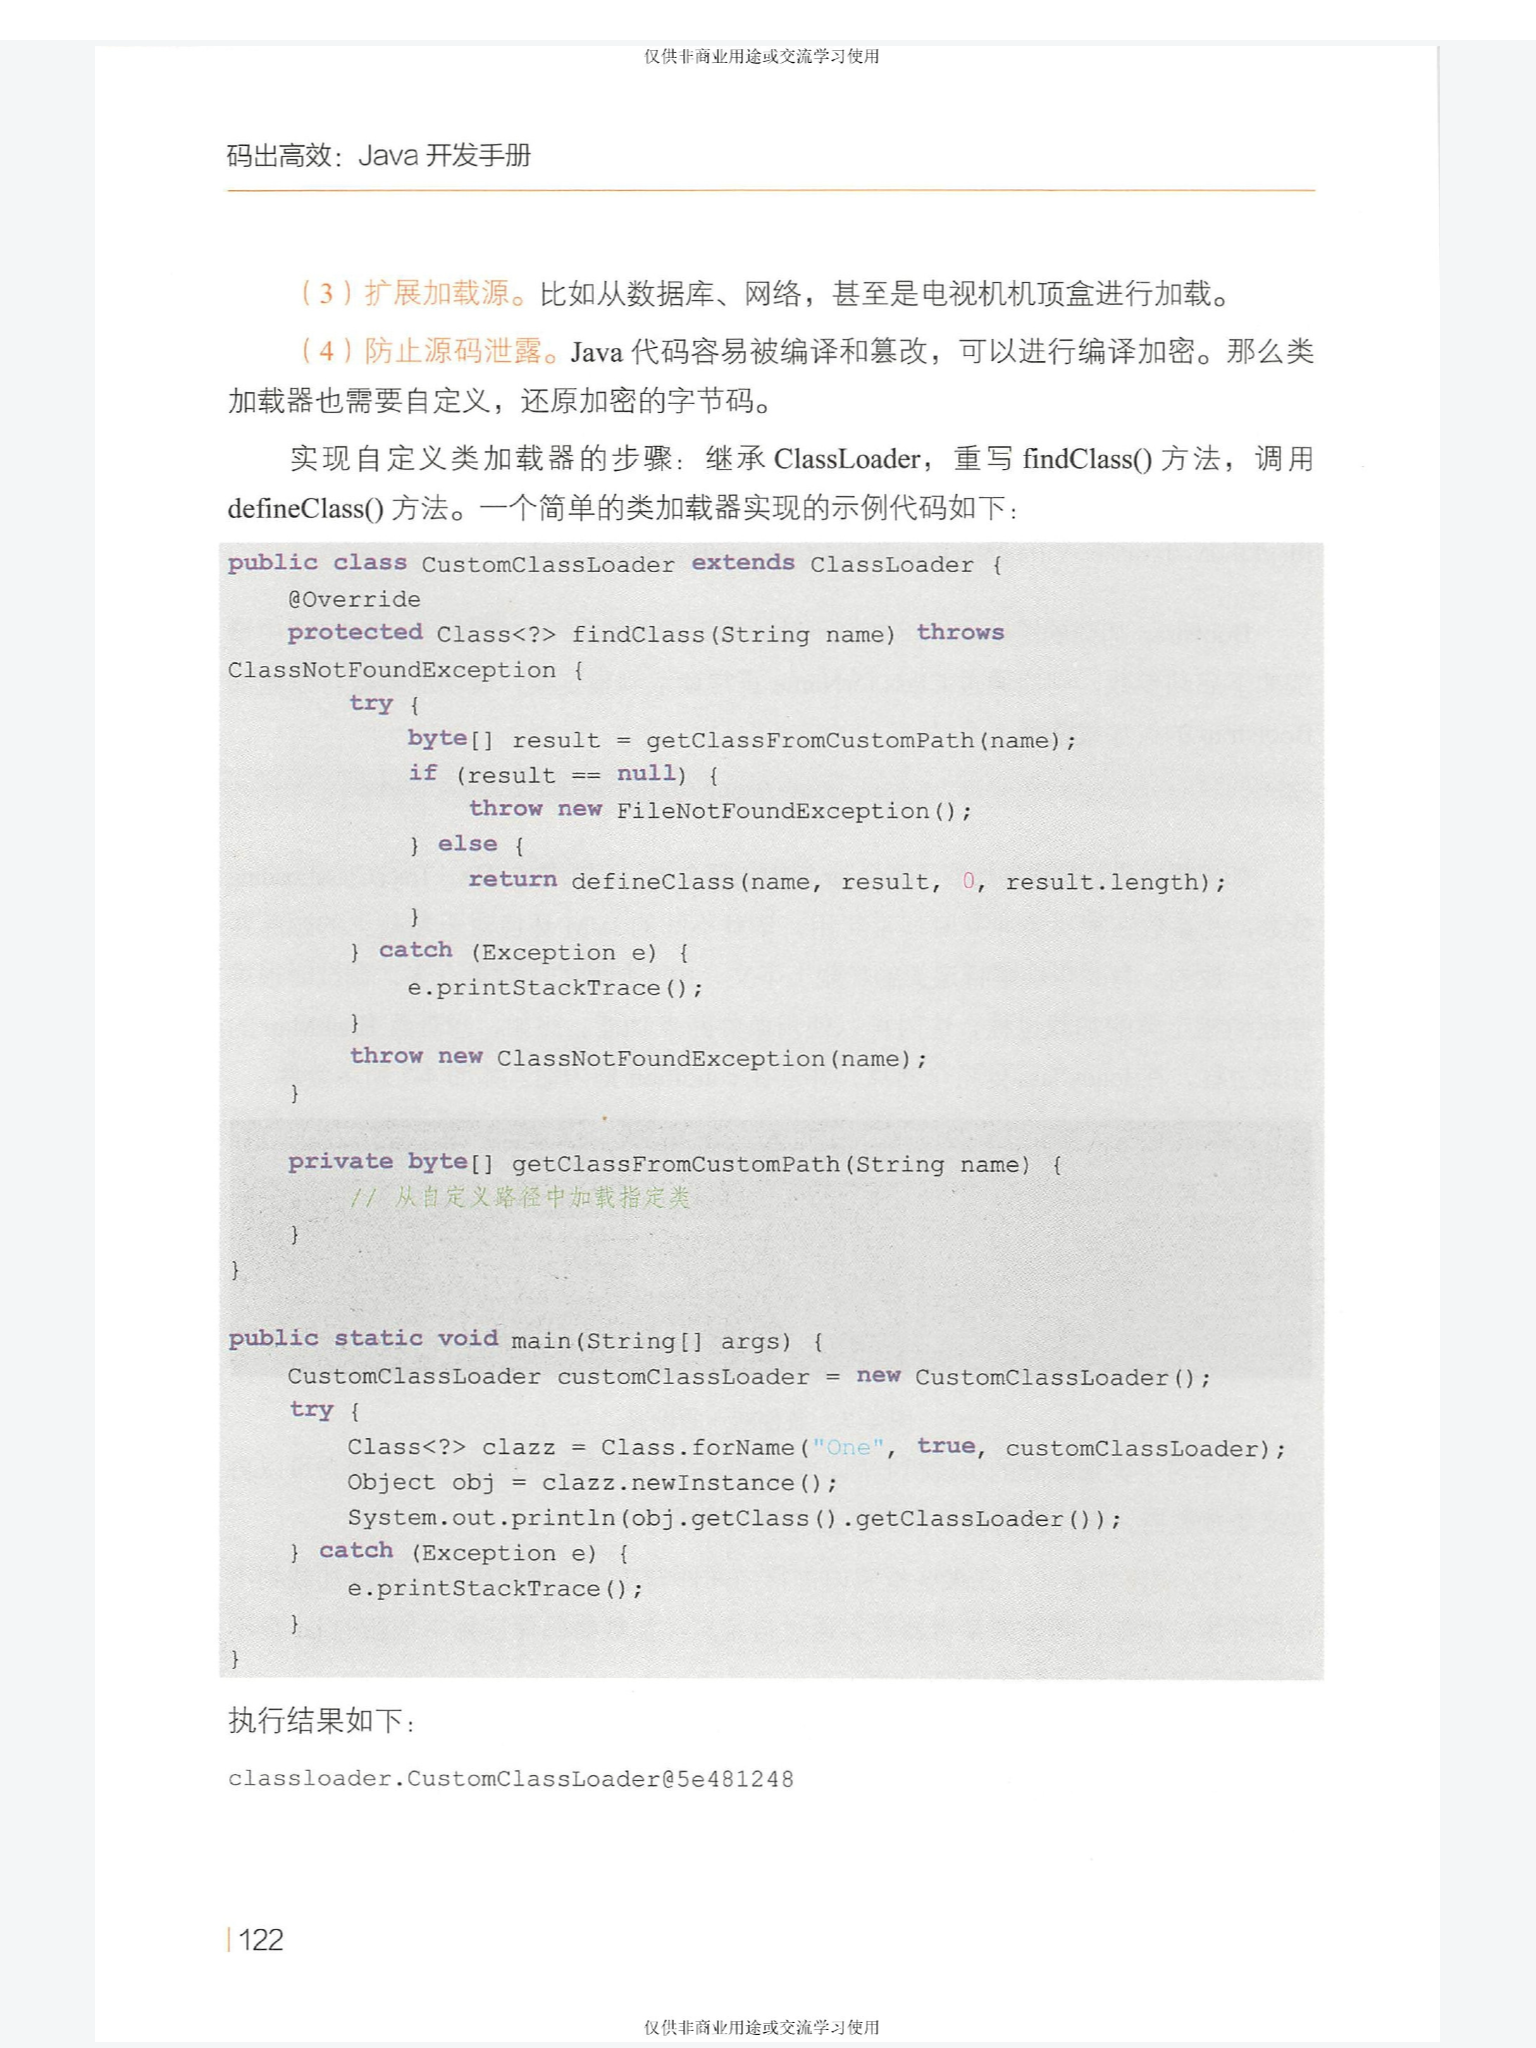 仅供非商业用途或交流学习使用
码出高效：Java 开发手册
（3）扩展加载源。比如从数据库、网络，甚至是电视机机顶盒进行加载。
（4）防止源码泄露。Java 代码容易被编译和篡改，可以进行编译加密。那么类
加载器也需要自定义，还原加密的字节码。
实现自定义类加载器的步骤：继承 ClassLoader，重写 findClass() 方法，调用
defineClass() 方法。一个简单的类加载器实现的示例代码如下：
public class CustomClassLoader extends ClassLoader {
    @Override
    protected Class<?> findClass(String name) throws
ClassNotFoundException {
        try {
            byte[] result = getClassFromCustomPath(name);
            if (result == null) {
                throw new FileNotFoundException();
            } else {
                return defineClass(name, result, 0, result.length);
            }
        } catch (Exception e) {
            e.printStackTrace();
        }
        throw new ClassNotFoundException(name);
    }
    private byte[] getClassFromCustomPath(String name) {
        // 从自定义路径中加载指定类
    }
}
public static void main(String[] args) {
    CustomClassLoader customClassLoader = new CustomClassLoader();
    try {
        Class<?> clazz = Class.forName("One", true, customClassLoader);
        Object obj = clazz.newInstance();
        System.out.println(obj.getClass().getClassLoader());
    } catch (Exception e) {
        e.printStackTrace();
    }
}
执行结果如下：
classloader.CustomClassLoader@5e481248
122
仅供非商业用途或交流学习使用